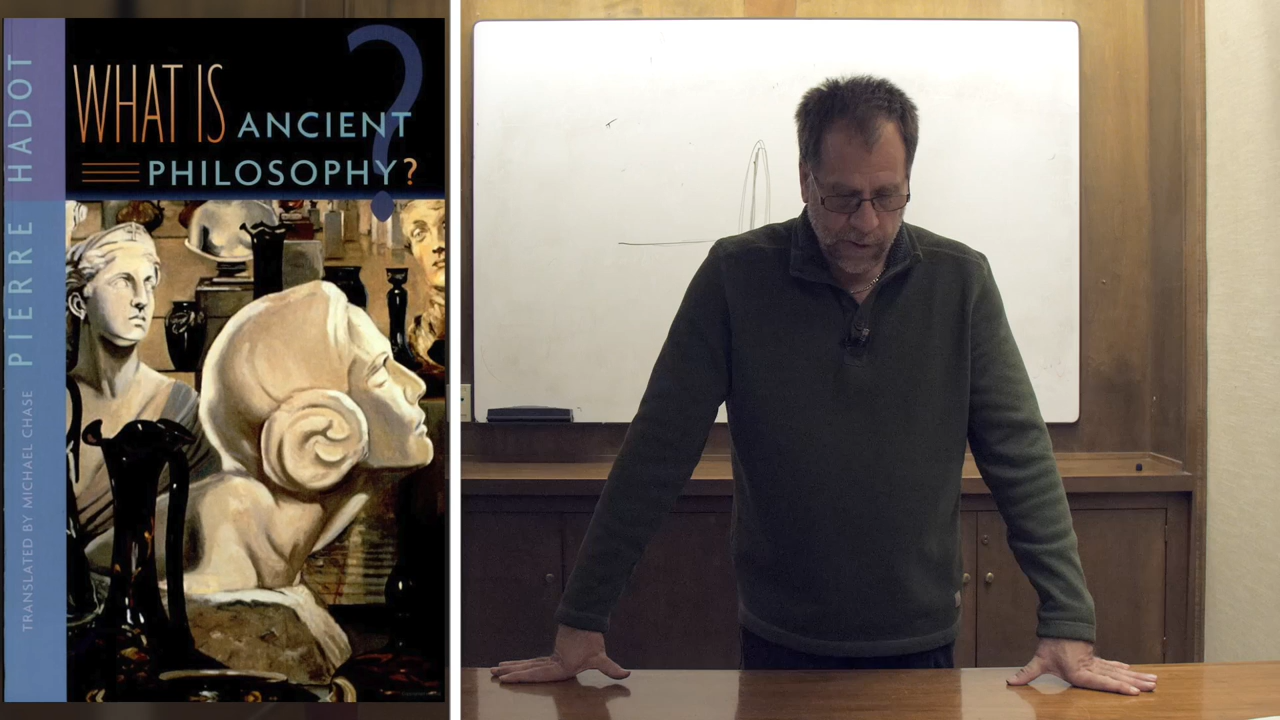 WHAT IS
ANCIENT
PHILOSOPHY?
?
PIERRE HADOT
TRANSLATED BY MICHAEL CHASE